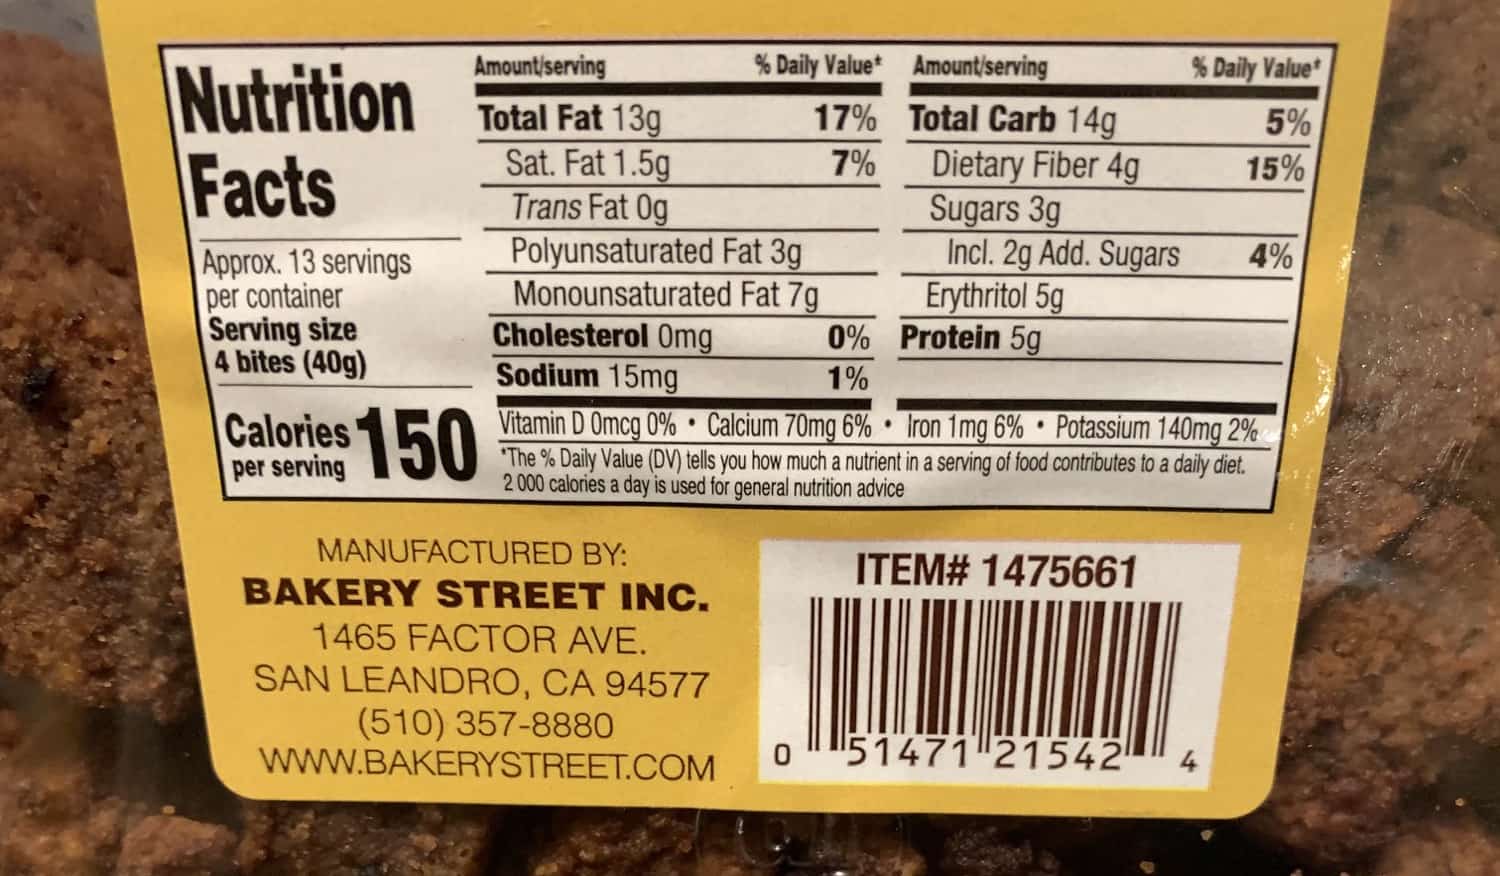 Nutrition
Facts
Approx. 13 servings
per container
Serving size
4 bites (40g)
Calories 150
per serving
Amount/serving % Daily Value*
Total Fat 13g 17%
Sat. Fat 1.5g 7%
Trans Fat 0g
Polyunsaturated Fat 3g
Monounsaturated Fat 7g
Cholesterol 0mg 0%
Sodium 15mg 1%
Amount/serving % Daily Value*
Total Carb 14g 5%
Dietary Fiber 4g 15%
Sugars 3g
Incl. 2g Add. Sugars 4%
Erythritol 5g
Protein 5g
Vitamin D 0mcg 0% • Calcium 70mg 6% • Iron 1mg 6% • Potassium 140mg 2%
*The % Daily Value (DV) tells you how much a nutrient in a serving of food contributes to a daily diet.
2 000 calories a day is used for general nutrition advice
MANUFACTURED BY:
BAKERY STREET INC.
1465 FACTOR AVE.
SAN LEANDRO, CA 94577
(510) 357-8880
WWW.BAKERYSTREET.COM
ITEM# 1475661
0 51471 21542 4